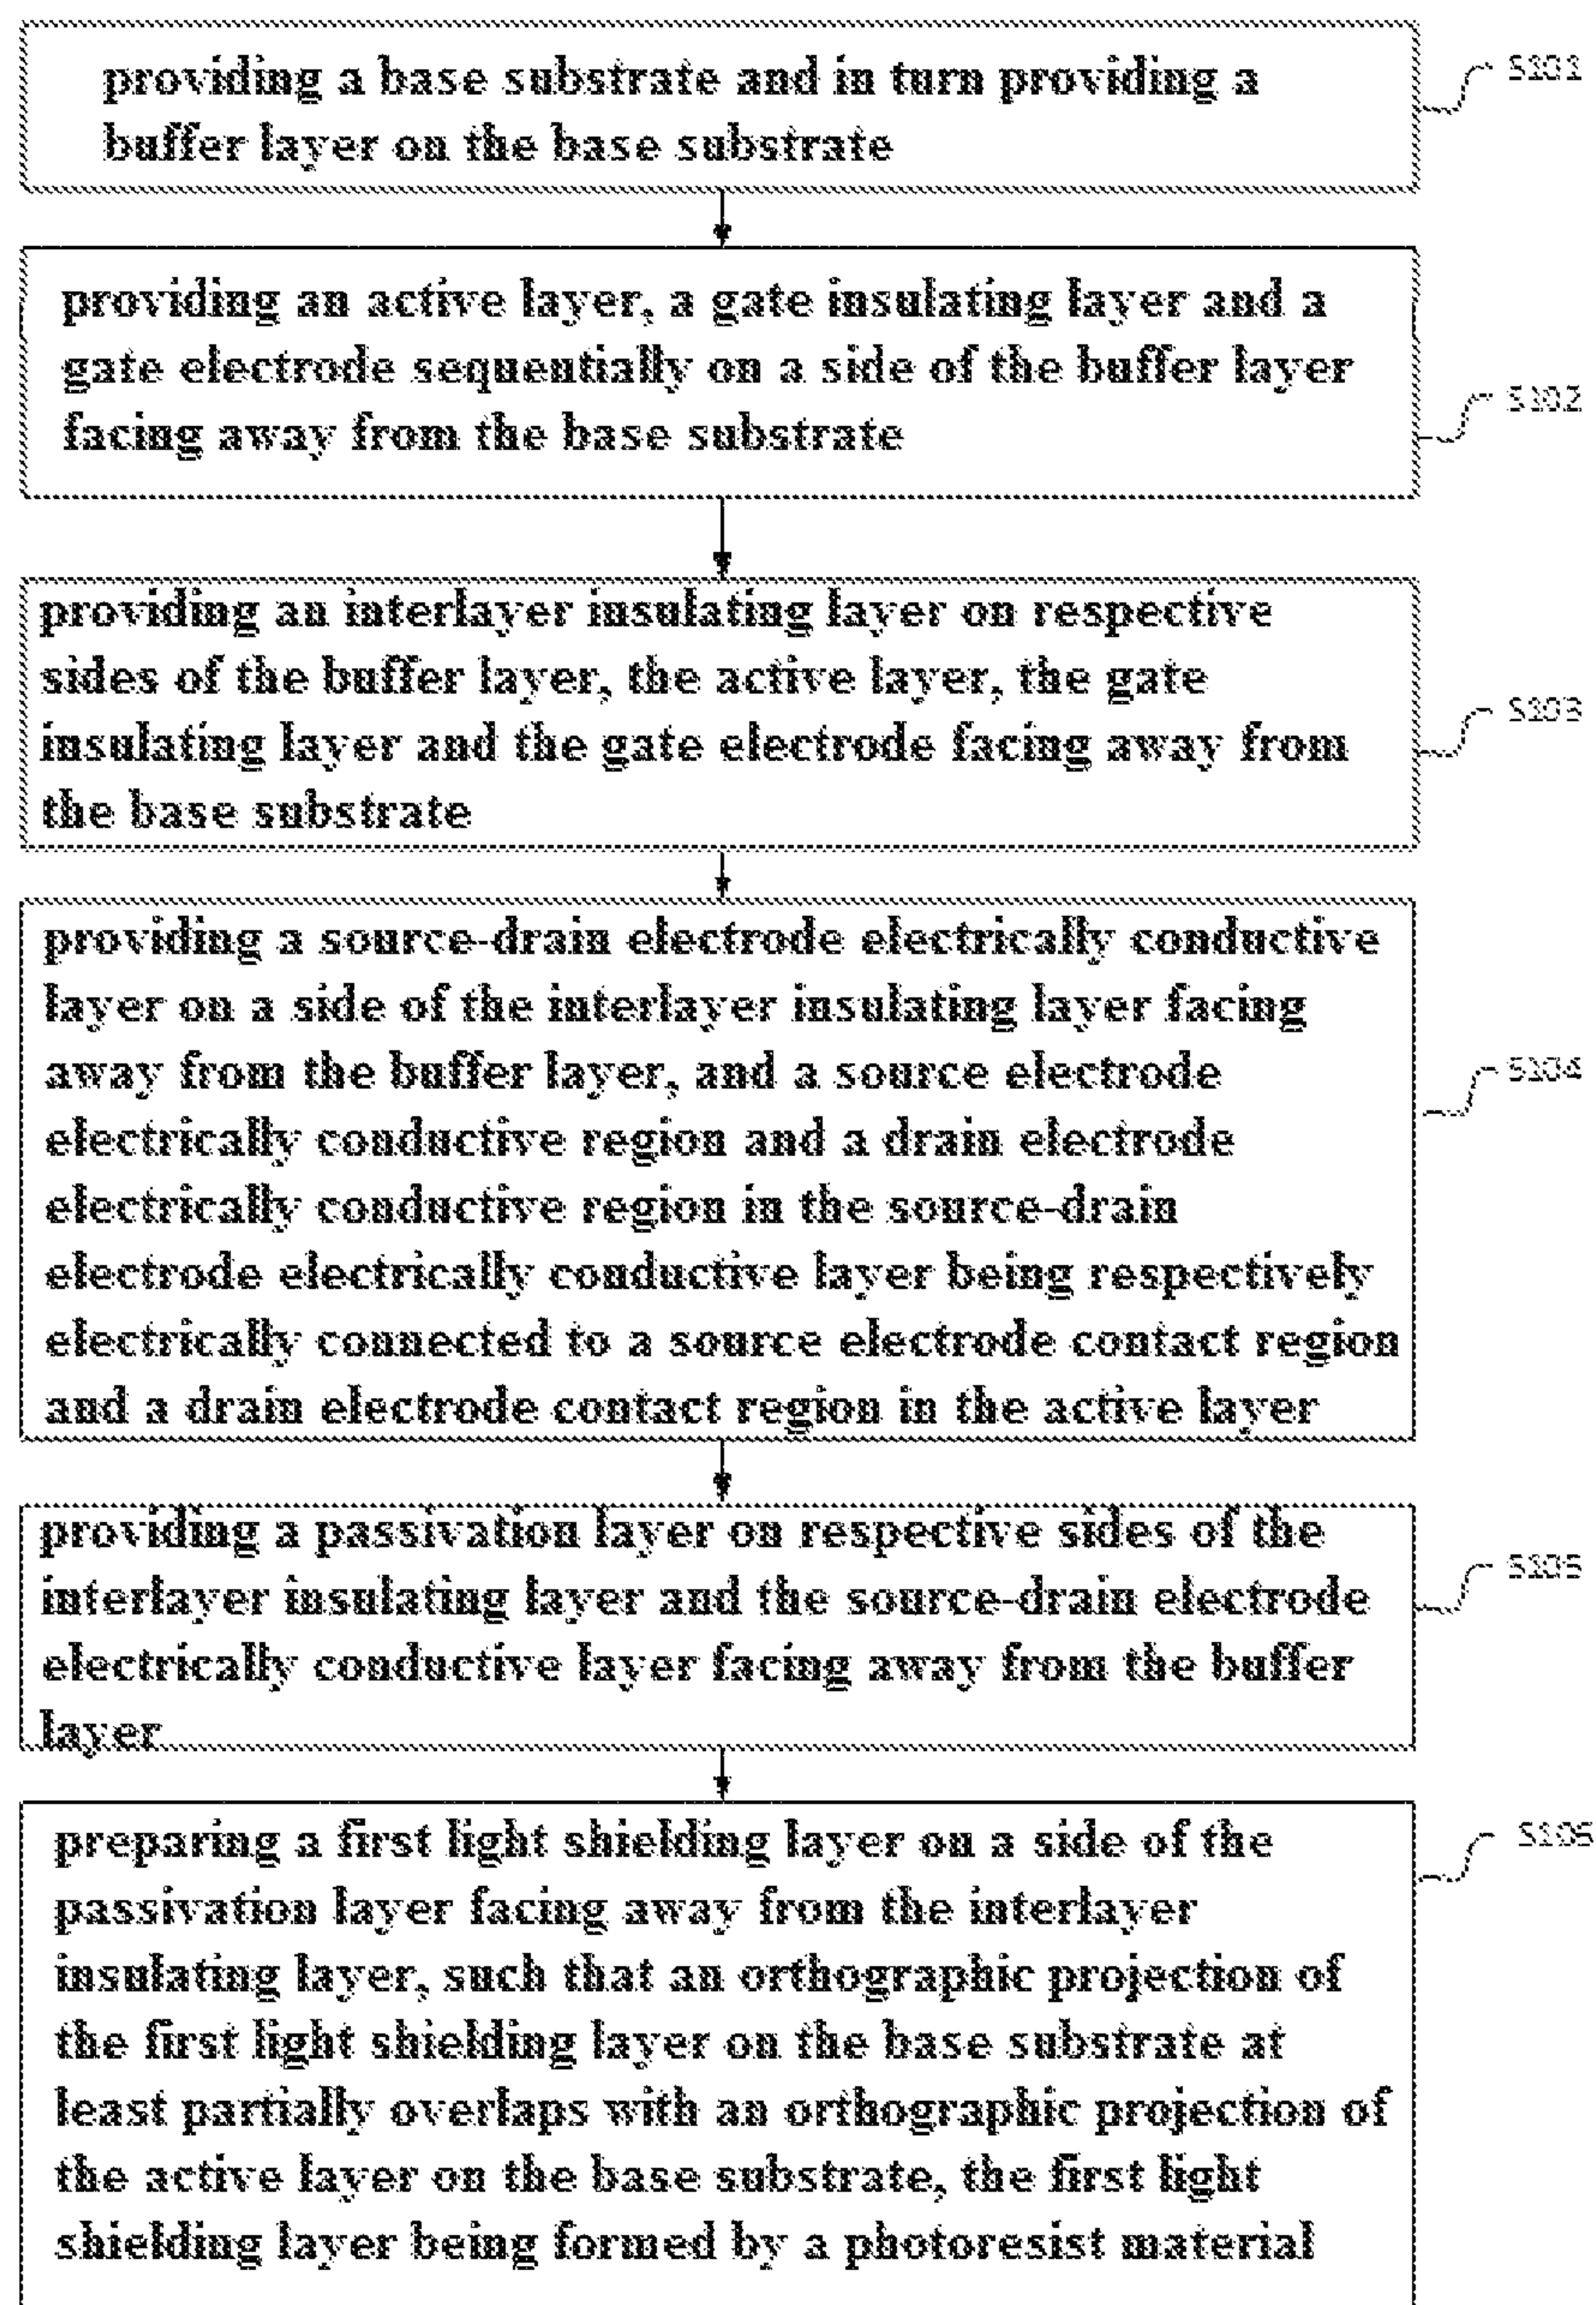 providing a base substrate and in turn providing a
buffer layer on the base substrate
S101
providing an active layer, a gate insulating layer and a
gate electrode sequentially on a side of the buffer layer
facing away from the base substrate
S102
providing an interlayer insulating layer on respective
sides of the buffer layer, the active layer, the gate
insulating layer and the gate electrode facing away from
the base substrate
S103
providing a source-drain electrode electrically conductive
layer on a side of the interlayer insulating layer facing
away from the buffer layer, and a source electrode
electrically conductive region and a drain electrode
electrically conductive region in the source-drain
electrode electrically conductive layer being respectively
electrically connected to a source electrode contact region
and a drain electrode contact region in the active layer
S104
providing a passivation layer on respective sides of the
interlayer insulating layer and the source-drain electrode
electrically conductive layer facing away from the buffer
layer
S105
preparing a first light shielding layer on a side of the
passivation layer facing away from the interlayer
insulating layer, such that an orthographic projection of
the first light shielding layer on the base substrate at
least partially overlaps with an orthographic projection of
the active layer on the base substrate, the first light
shielding layer being formed by a photoresist material
S106